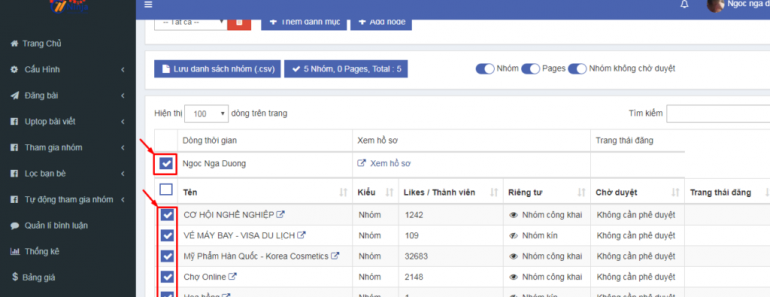 Ngoc nga d
-- Tất cả --
+ Thêm danh mục
+ Add node
Trang Chủ
Cấu Hình
Đăng bài
Uptop bài viết
Tham gia nhóm
Lọc bạn bè
Tự động tham gia nhóm
Quản lí bình luận
Thống kê
$ Bảng giá
Lưu danh sách nhóm (.csv)
5 Nhóm, 0 Pages, Total : 5
Nhóm
Pages
Nhóm không chờ duyệt
Hiện thị 100 dòng trên trang
Tìm kiếm
Dòng thời gian Xem hồ sơ Trang thái đăng
Ngoc Nga Duong Xem hồ sơ
Tên Kiểu Likes / Thành viên Riêng tư Chờ duyệt Trang thái đăng
CƠ HỘI NGHỀ NGHIỆP Nhóm 1242 Nhóm công khai Không cần phê duyệt
VÉ MÁY BAY - VISA DU LỊCH Nhóm 109 Nhóm kín Không cần phê duyệt
Mỹ Phẩm Hàn Quốc - Korea Cosmetics Nhóm 32683 Nhóm công khai Không cần phê duyệt
Chợ Online Nhóm 2148 Nhóm công khai Không cần phê duyệt